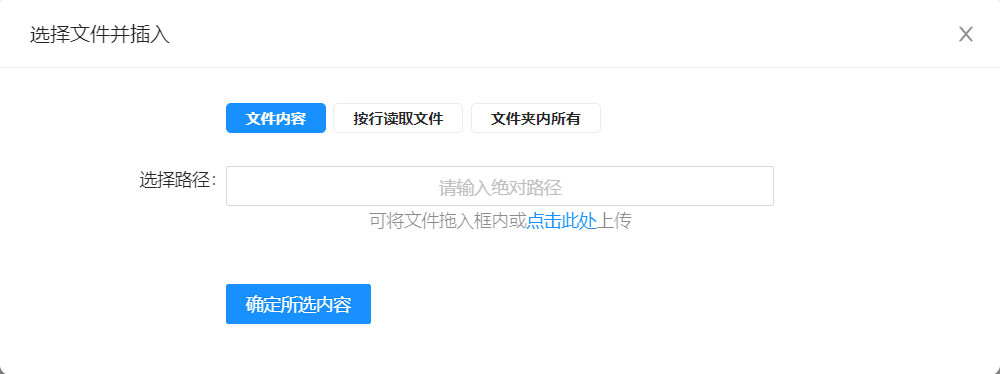 选择文件并插入
文件内容 按行读取文件 文件夹内所有
选择路径: 请输入绝对路径
可将文件拖入框内或点击此处上传
确定所选内容